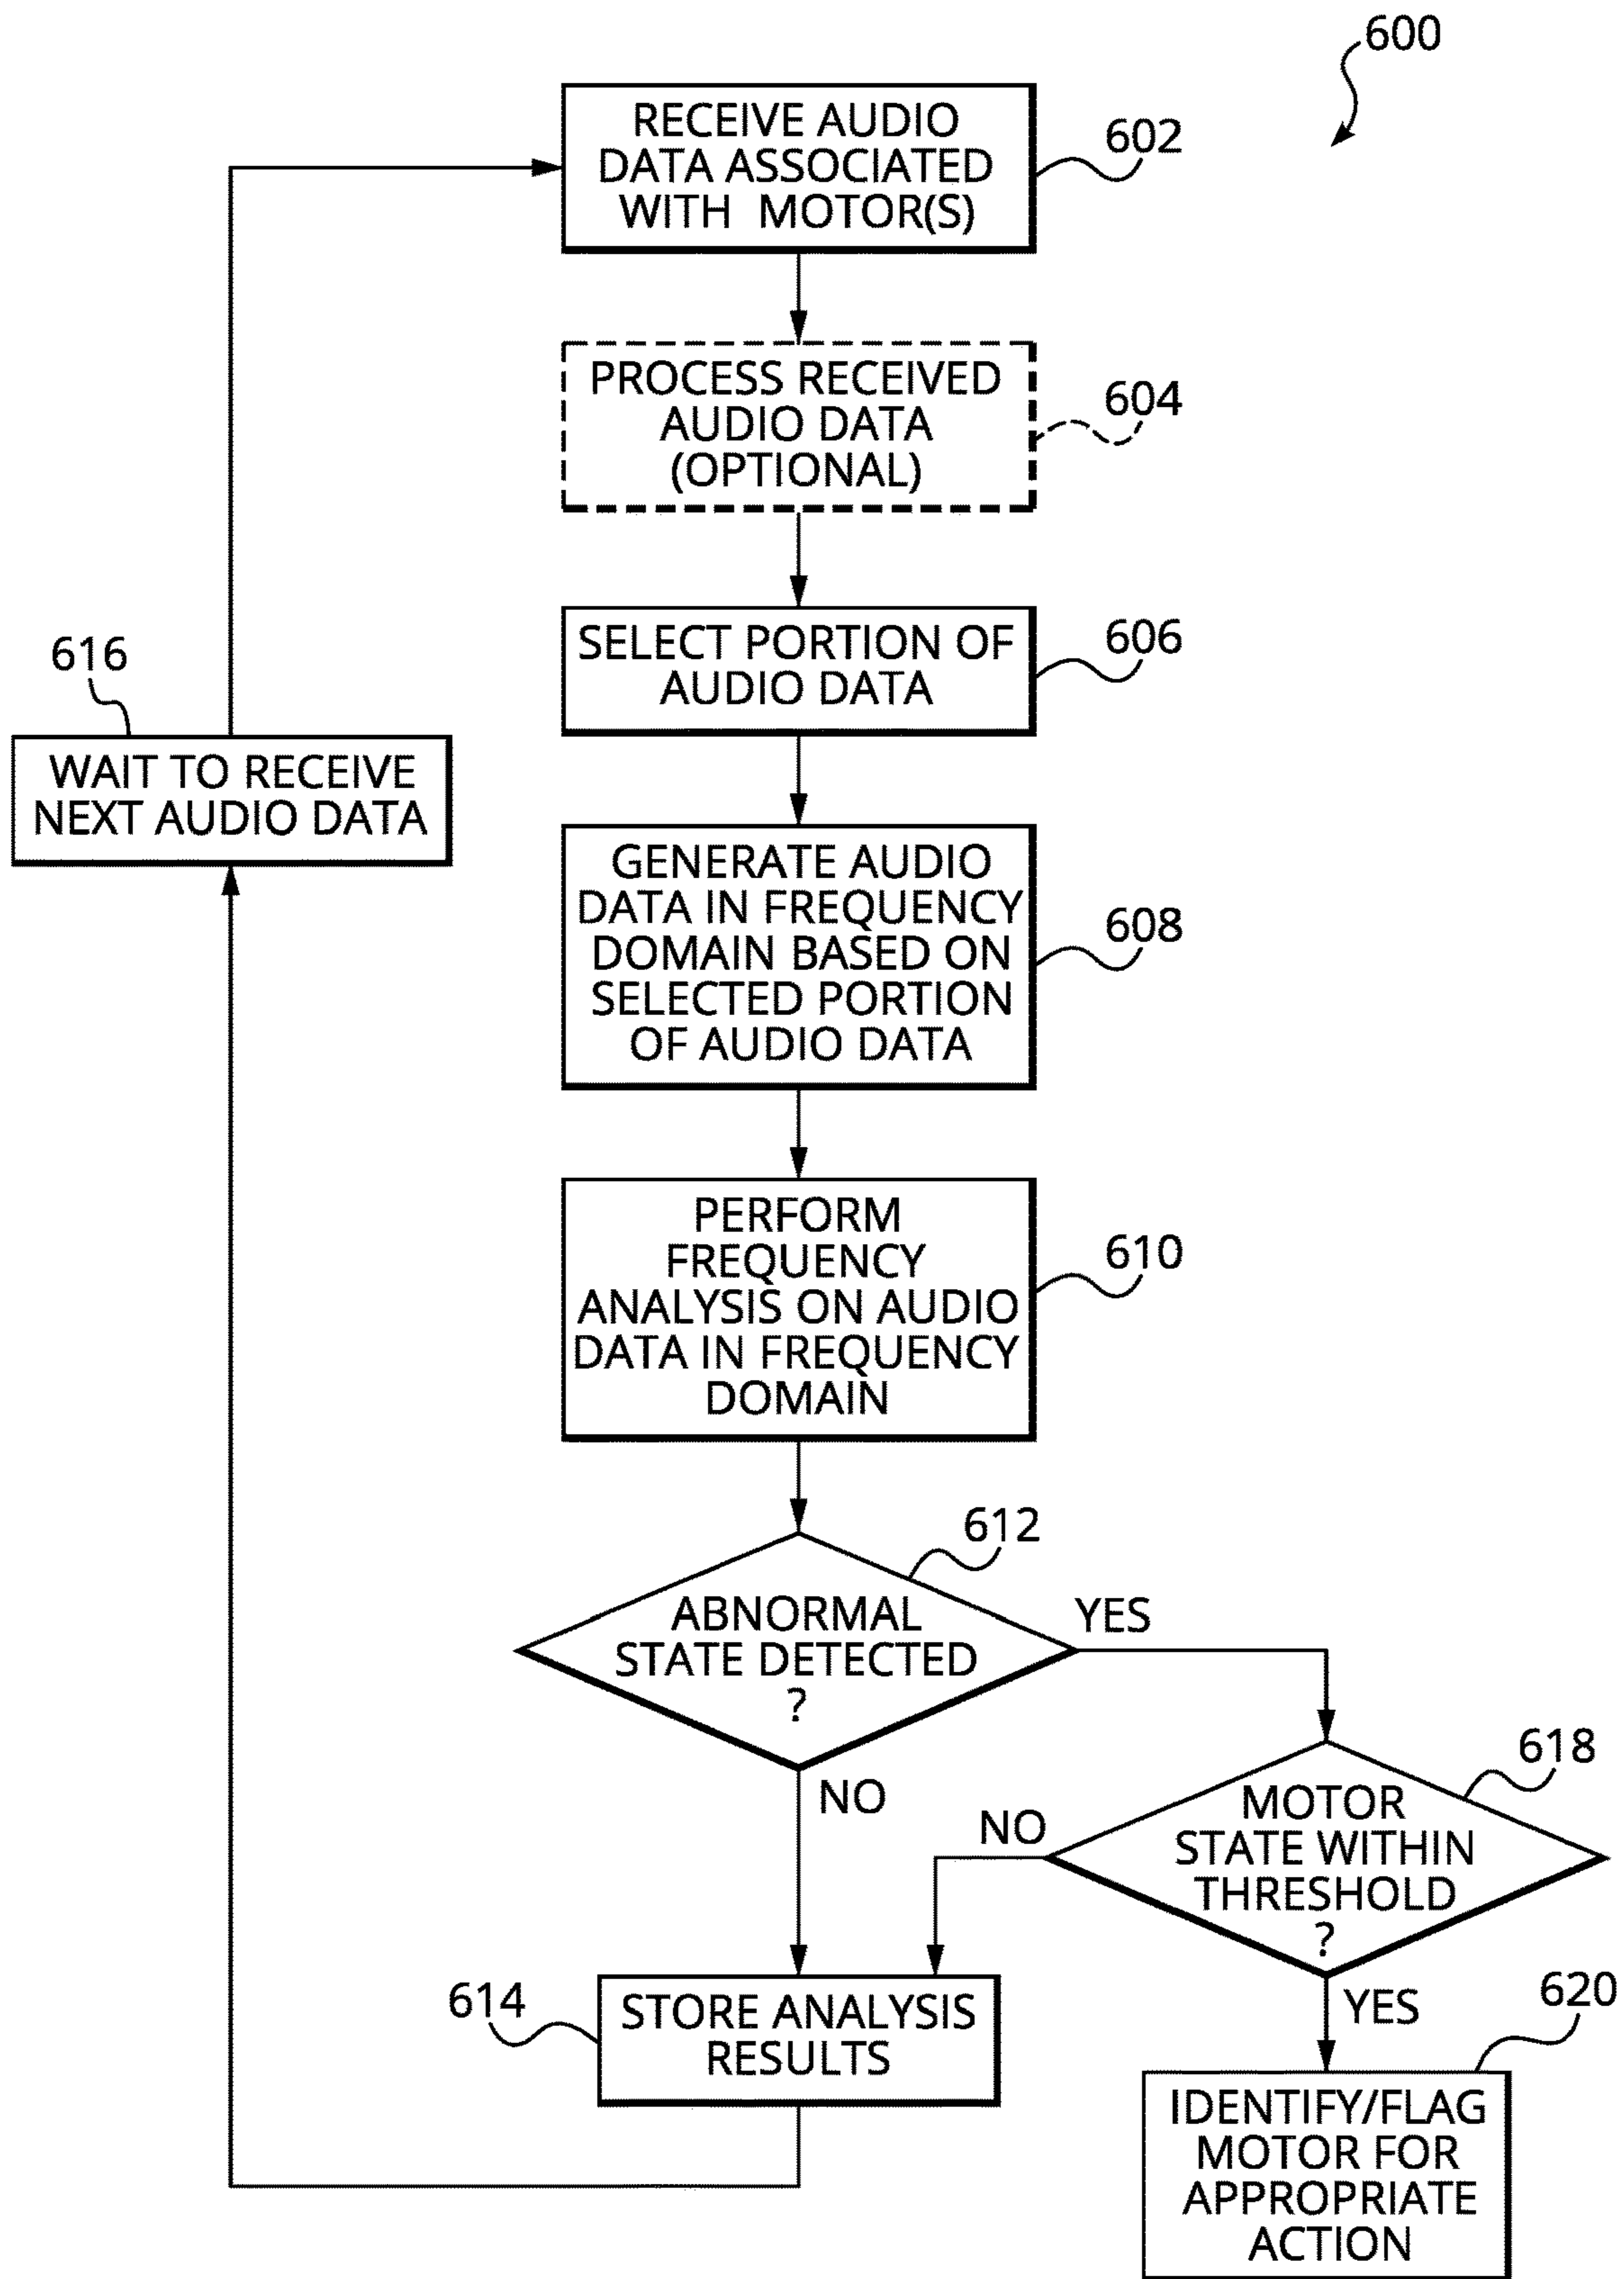 600
RECEIVE AUDIO
DATA ASSOCIATED
WITH MOTOR(S)
602
PROCESS RECEIVED
AUDIO DATA
(OPTIONAL)
604
SELECT PORTION OF
AUDIO DATA
606
616
WAIT TO RECEIVE
NEXT AUDIO DATA
GENERATE AUDIO
DATA IN FREQUENCY
DOMAIN BASED ON
SELECTED PORTION
OF AUDIO DATA
608
PERFORM
FREQUENCY
ANALYSIS ON AUDIO
DATA IN FREQUENCY
DOMAIN
610
612
ABNORMAL
STATE DETECTED
?
YES
NO
618
MOTOR
STATE WITHIN
THRESHOLD
?
NO
YES
614
STORE ANALYSIS
RESULTS
620
IDENTIFY/FLAG
MOTOR FOR
APPROPRIATE
ACTION